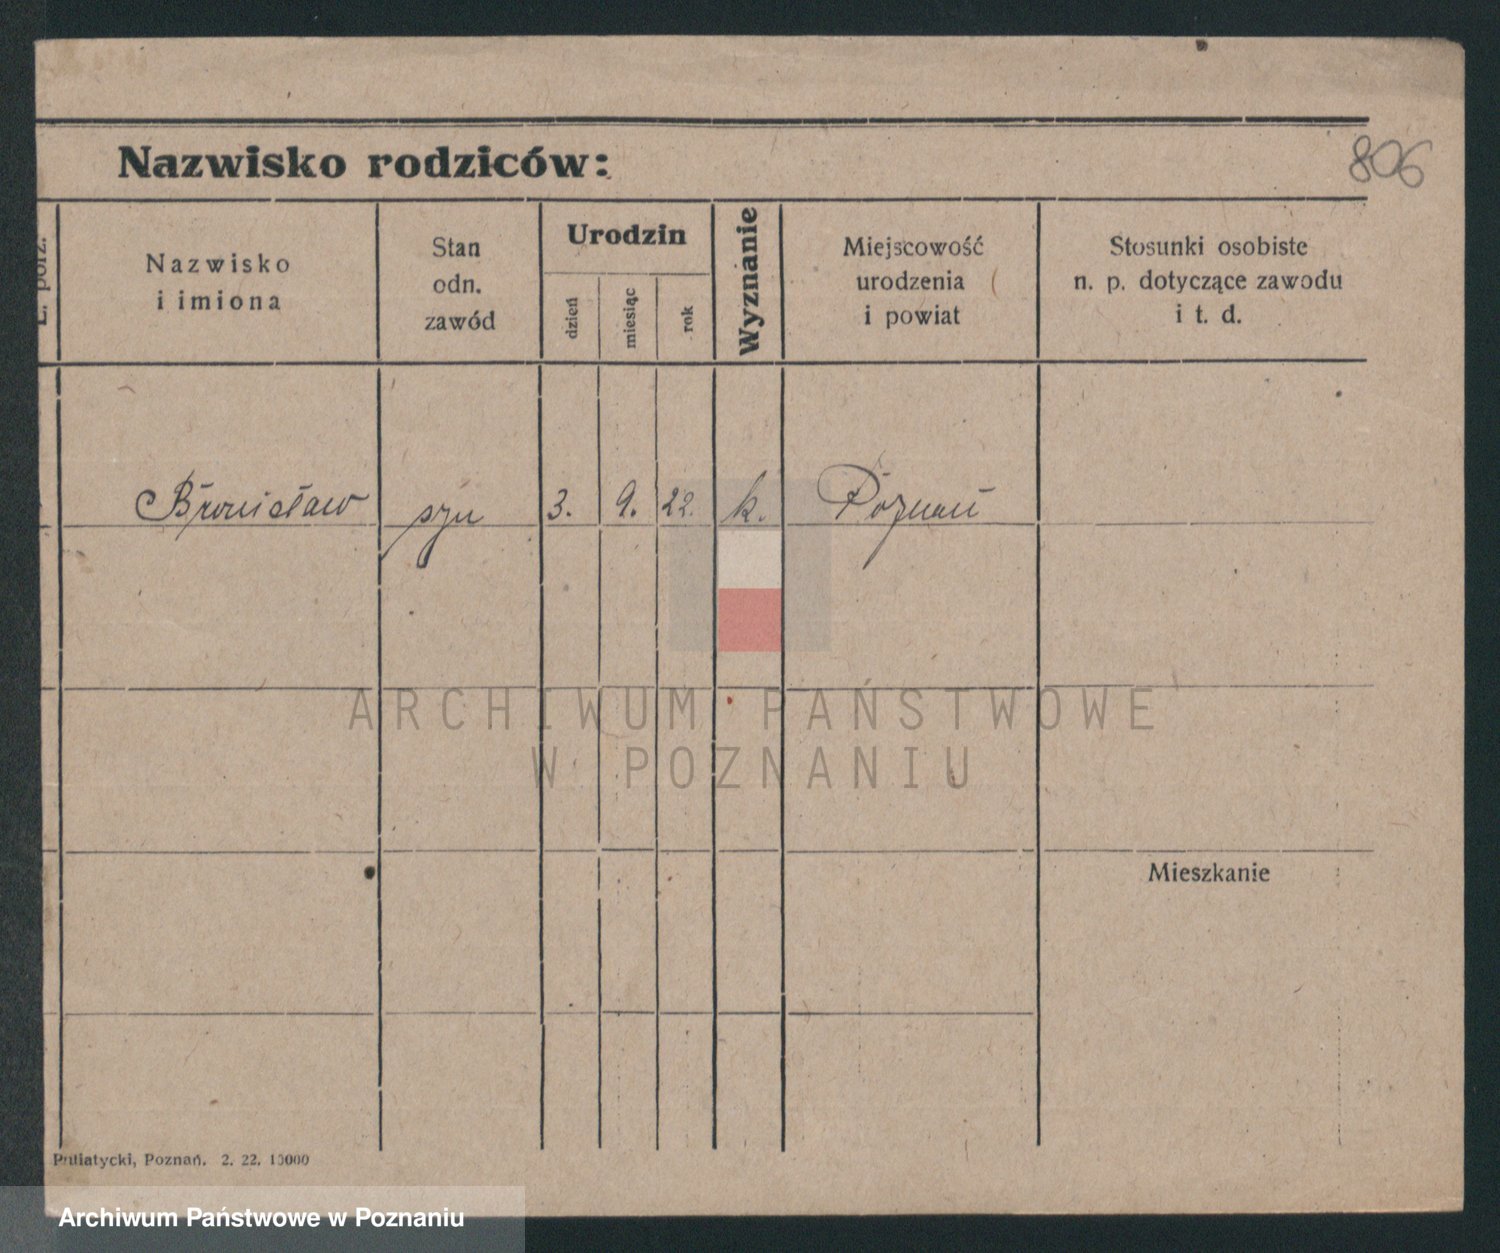 Nazwisko rodziców:
806
L. porz.
Nazwisko
i imiona
Stan
odn.
zawód
Urodzin
dzień
miesiąc
rok
Wyznanie
Miejscowość
urodzenia
i powiat
Stosunki osobiste
n. p. dotyczące zawodu
i t. d.
Bronisław syn 3. 9. 22. k. Poznań
ARCHIWUM PAŃSTWOWE
W POZNANIU
Mieszkanie
Poznań. 2. 22. 10000
Archiwum Państwowe w Poznaniu